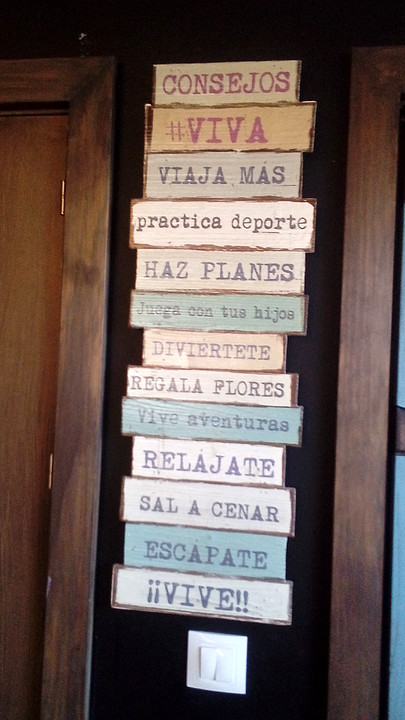 CONSEJOS
#VIVA
VIAJA MÁS
practica deporte
HAZ PLANES
Juega con tus hijos
DIVIÉRTETE
REGALA FLORES
Vive aventuras
RELÁJATE
SAL A CENAR
ESCÁPATE
¡¡VIVE!!